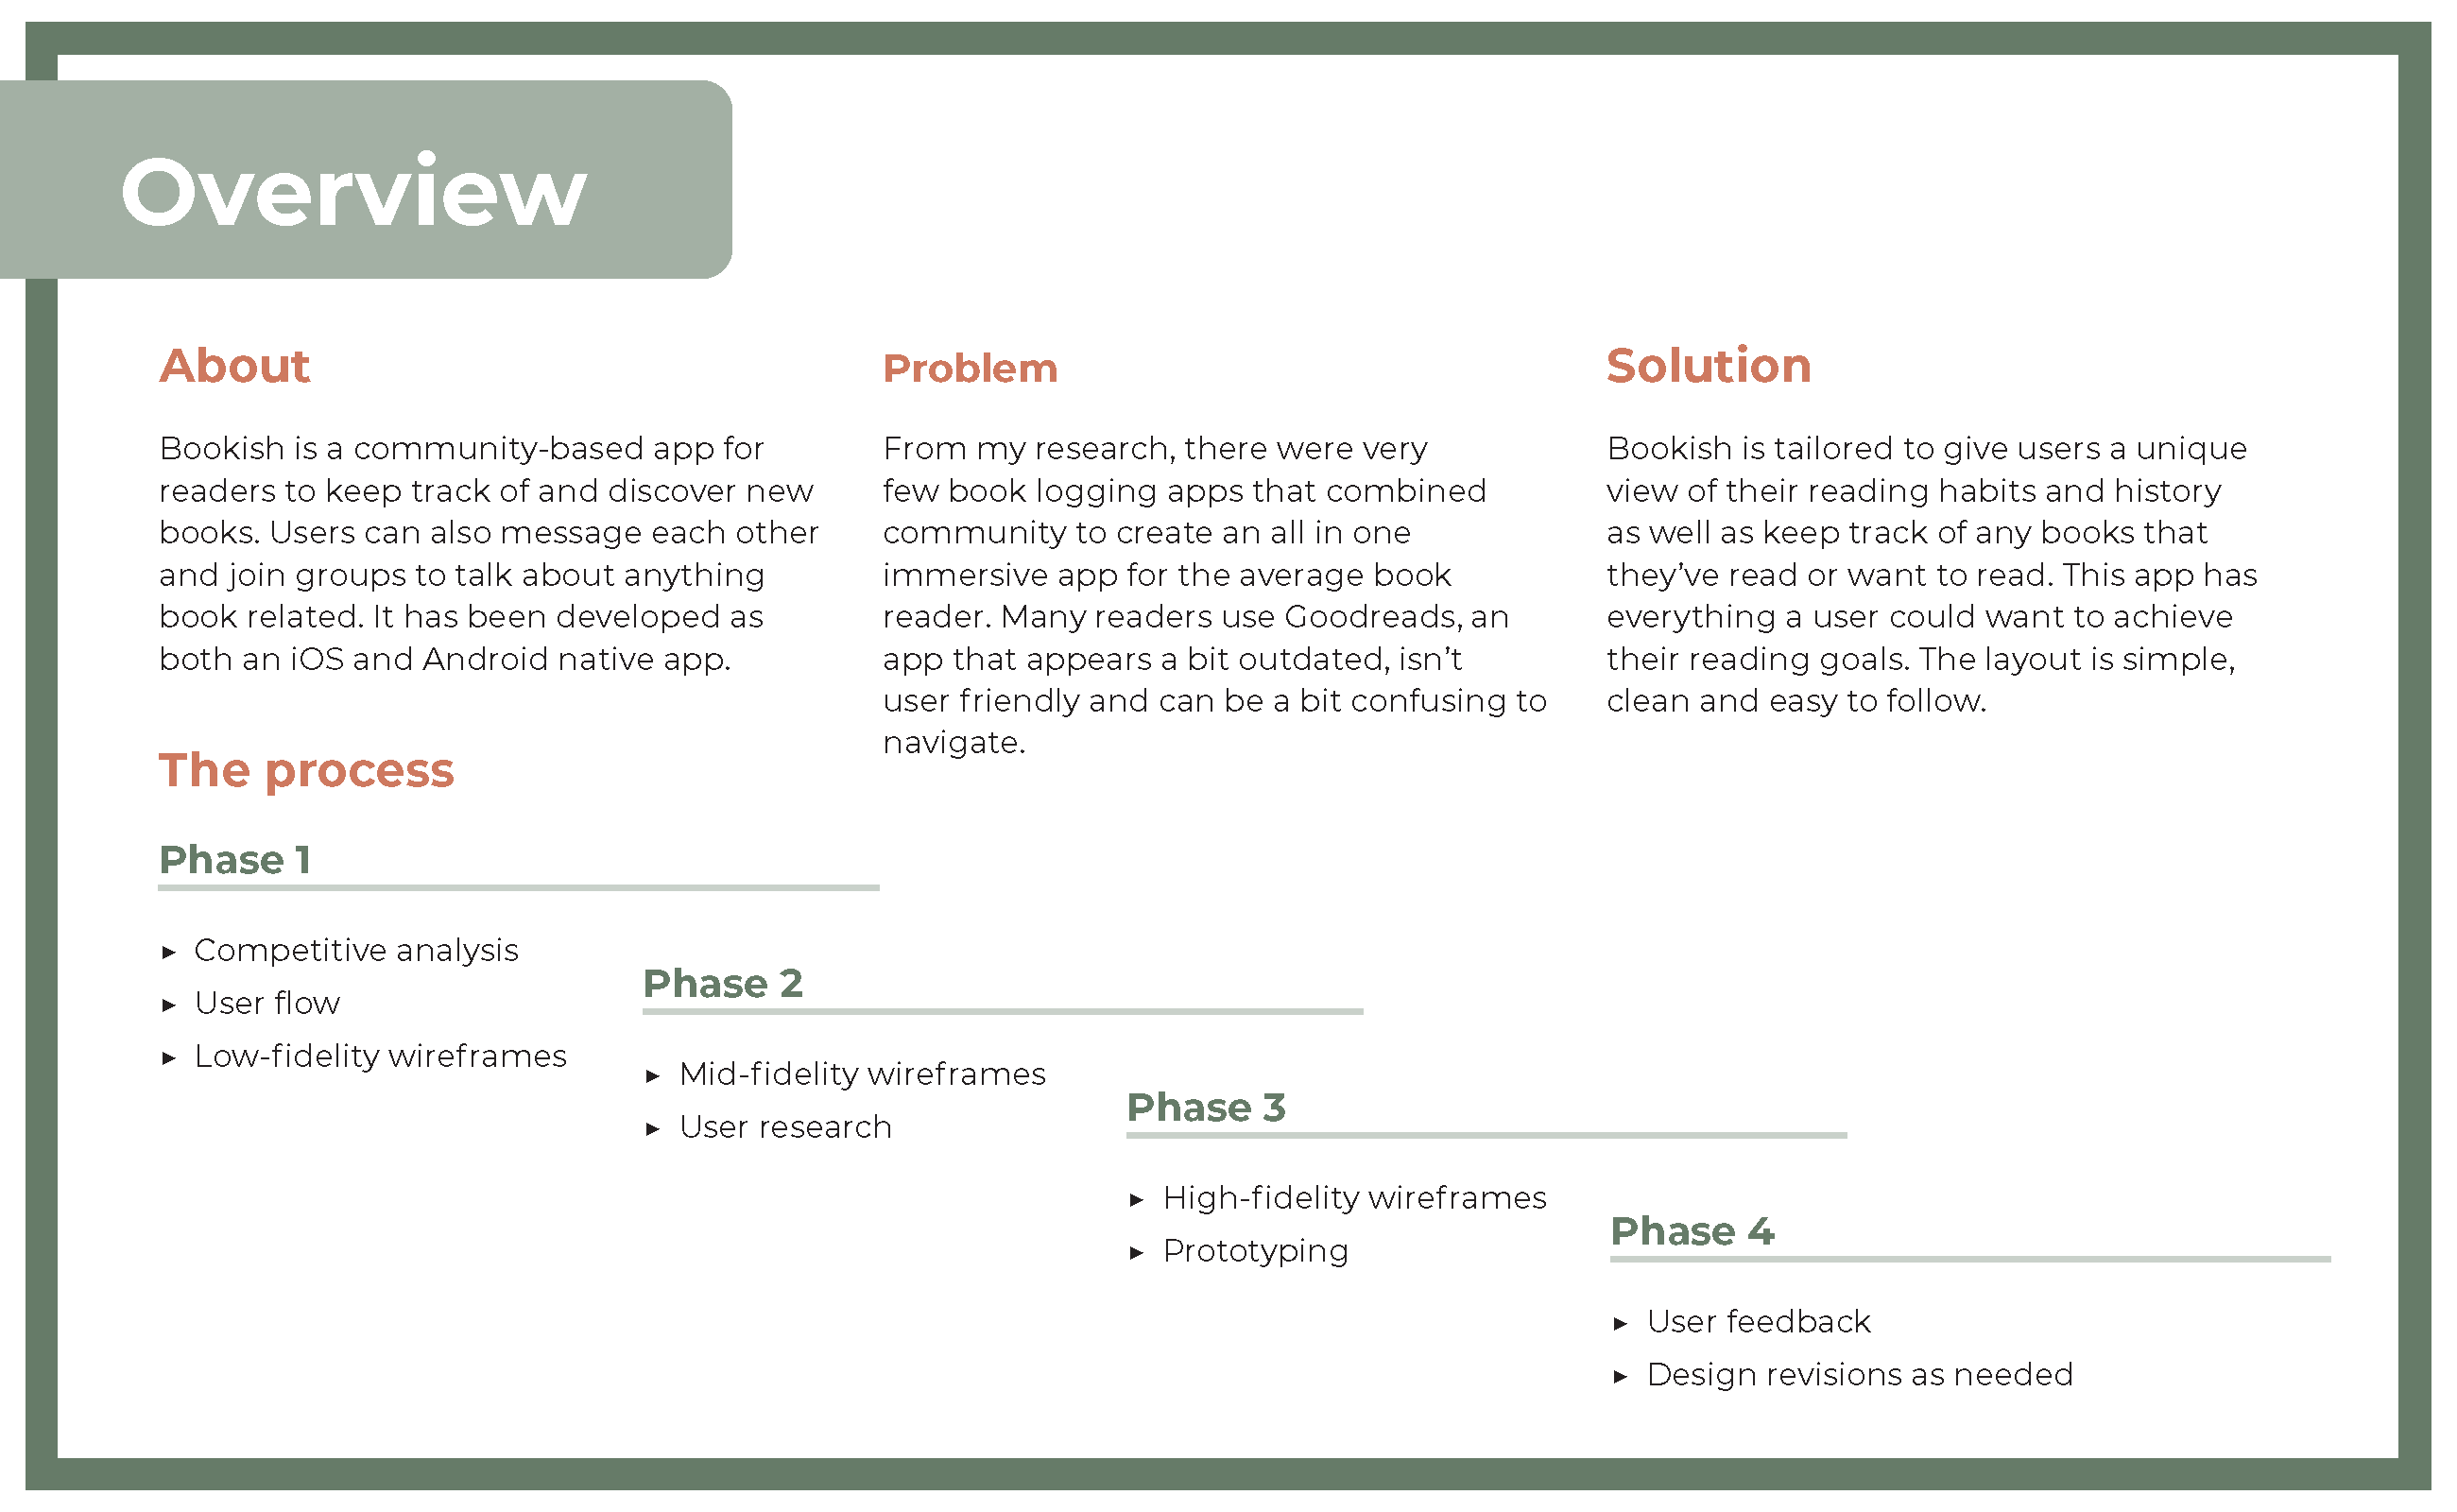 Overview
About
Bookish is a community-based app for
readers to keep track of and discover new
books. Users can also message each other
and join groups to talk about anything
book related. It has been developed as
both an iOS and Android native app.
Problem
From my research, there were very
few book logging apps that combined
community to create an all in one
immersive app for the average book
reader. Many readers use Goodreads, an
app that appears a bit outdated, isn’t
user friendly and can be a bit confusing to
navigate.
Solution
Bookish is tailored to give users a unique
view of their reading habits and history
as well as keep track of any books that
they’ve read or want to read. This app has
everything a user could want to achieve
their reading goals. The layout is simple,
clean and easy to follow.
The process
Phase 1
▸ Competitive analysis
▸ User flow
▸ Low-fidelity wireframes
Phase 2
▸ Mid-fidelity wireframes
▸ User research
Phase 3
▸ High-fidelity wireframes
▸ Prototyping
Phase 4
▸ User feedback
▸ Design revisions as needed